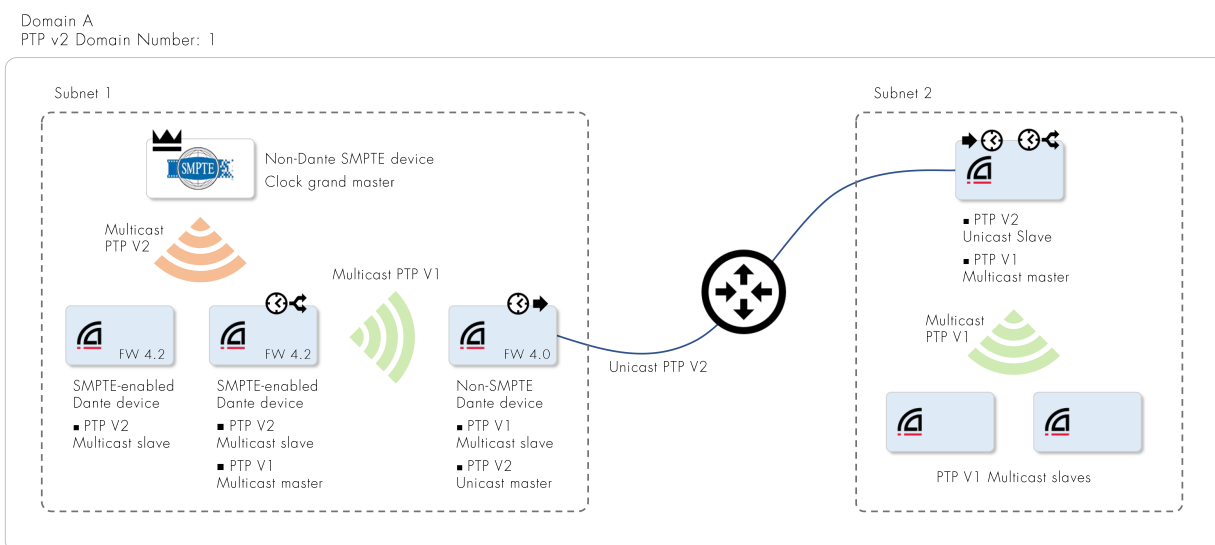 Domain A
PTP v2 Domain Number: 1
Subnet 1
SMPTE
Non-Dante SMPTE device
Clock grand master
Multicast
PTP V2
Multicast PTP V1
FW 4.2
SMPTE-enabled
Dante device
▪ PTP V2
Multicast slave
FW 4.2
SMPTE-enabled
Dante device
▪ PTP V2
Multicast slave
▪ PTP V1
Multicast master
FW 4.0
Non-SMPTE
Dante device
▪ PTP V1
Multicast slave
▪ PTP V2
Unicast master
Unicast PTP V2
Subnet 2
▪ PTP V2
Unicast Slave
▪ PTP V1
Multicast master
Multicast
PTP V1
PTP V1 Multicast slaves